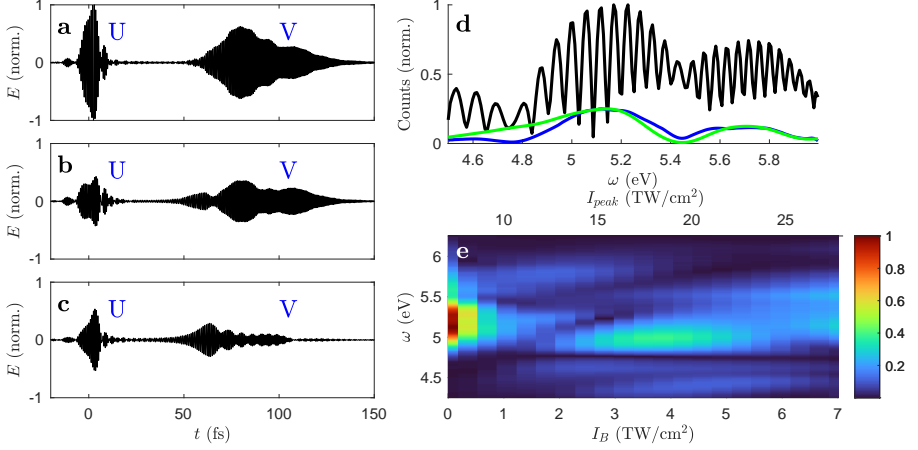 a
U
V
E (norm.)
1
0
-1
b
U
V
E (norm.)
1
0
-1
c
U
V
E (norm.)
1
0
-1
0
50
100
150
t (fs)
d
Counts (norm.)
1
0.5
0
4.6
4.8
5
5.2
5.4
5.6
5.8
ω (eV)
I_peak (TW/cm²)
10
15
20
25
e
ω (eV)
6
5.5
5
4.5
0
1
2
3
4
5
6
7
I_B (TW/cm²)
1
0.8
0.6
0.4
0.2